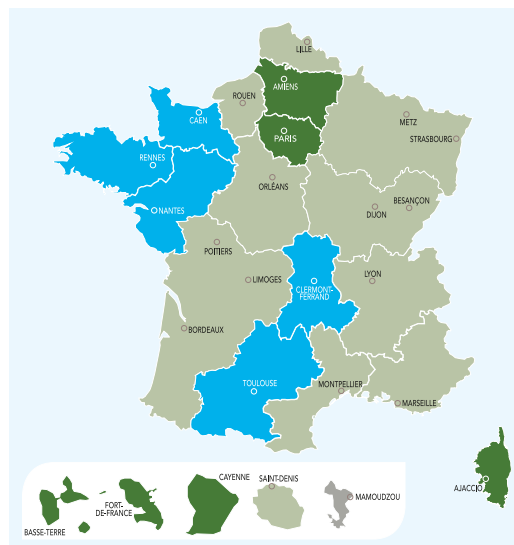 LILLE
AMIENS
ROUEN
CAEN
METZ
PARIS
STRASBOURG
RENNES
ORLÉANS
BESANÇON
NANTES
DIJON
POITIERS
LYON
LIMOGES
CLERMONT-
FERRAND
BORDEAUX
TOULOUSE
MONTPELLIER
MARSEILLE
CAYENNE
SAINT-DENIS
AJACCIO
MAMOUDZOU
FORT-
DE-FRANCE
BASSE-TERRE